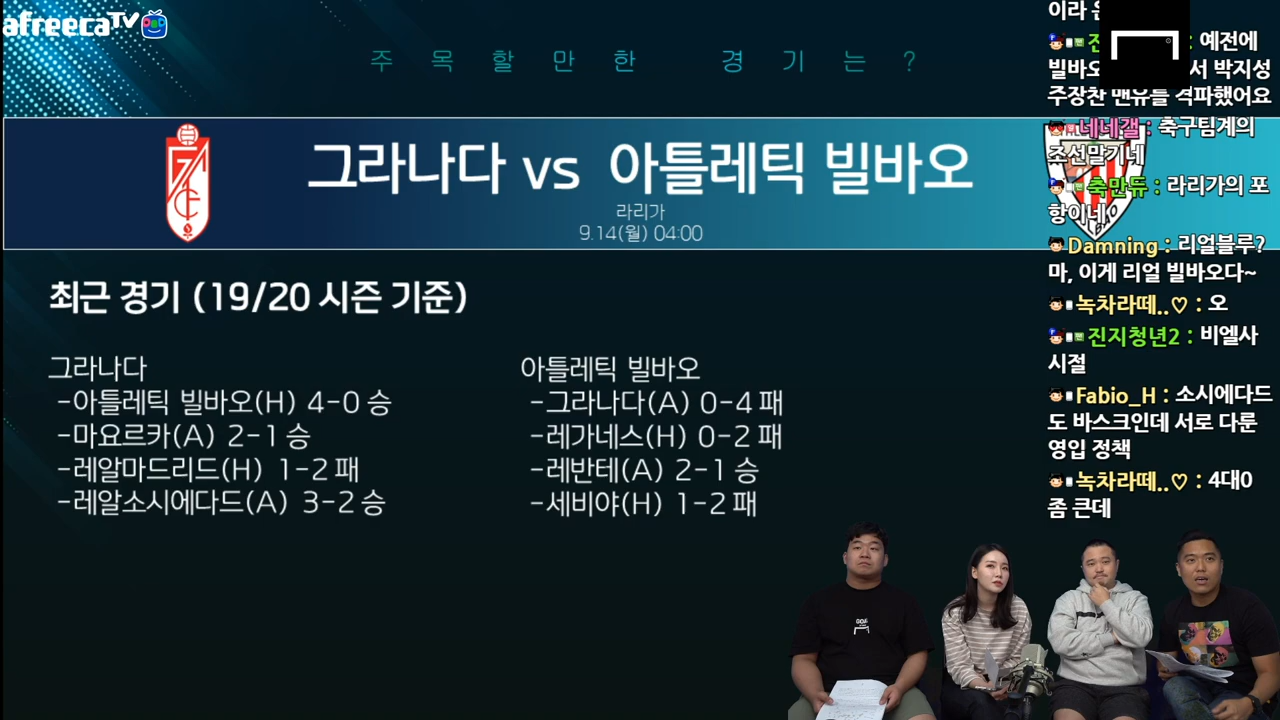 afreecaTV
주목할만한 경기는?
그라나다 vs 아틀레틱 빌바오
라리가
9.14(월) 04:00
최근 경기 (19/20 시즌 기준)
그라나다
-아틀레틱 빌바오(H) 4-0 승
-마요르카(A) 2-1 승
-레알마드리드(H) 1-2 패
-레알소시에다드(A) 3-2 승
아틀레틱 빌바오
-그라나다(A) 0-4 패
-레가네스(H) 0-2 패
-레반테(A) 2-1 승
-세비야(H) 1-2 패
이라
: 예전에
빌바오 서 박지성
주장찬 맨유를 격파했어요
네네갤 : 축구팀계의
조선말기네
축만듀 : 라리가의 포
항이네
Damning : 리얼블루?
마, 이게 리얼 빌바오다~
녹차라떼..♡ : 오
진지청년2 : 비엘사
시절
Fabio_H : 소시에다드
도 바스크인데 서로 다룬
영입 정책
녹차라떼..♡ : 4대0
좀 큰데